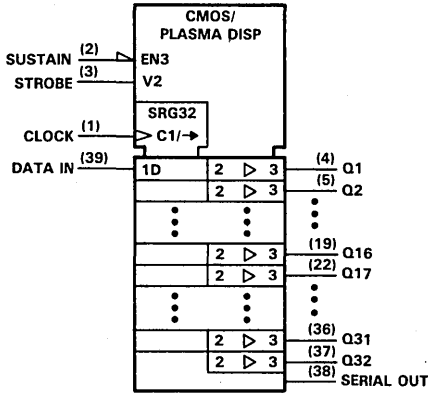 CMOS/
PLASMA DISP
SUSTAIN (2) EN3
STROBE (3) V2
SRG32
CLOCK (1) C1/→
DATA IN (39) 1D 2 ▷ 3 (4) Q1
2 ▷ 3 (5) Q2
2 ▷ 3 (19) Q16
2 ▷ 3 (22) Q17
2 ▷ 3 (36) Q31
2 ▷ 3 (37) Q32
(38) SERIAL OUT